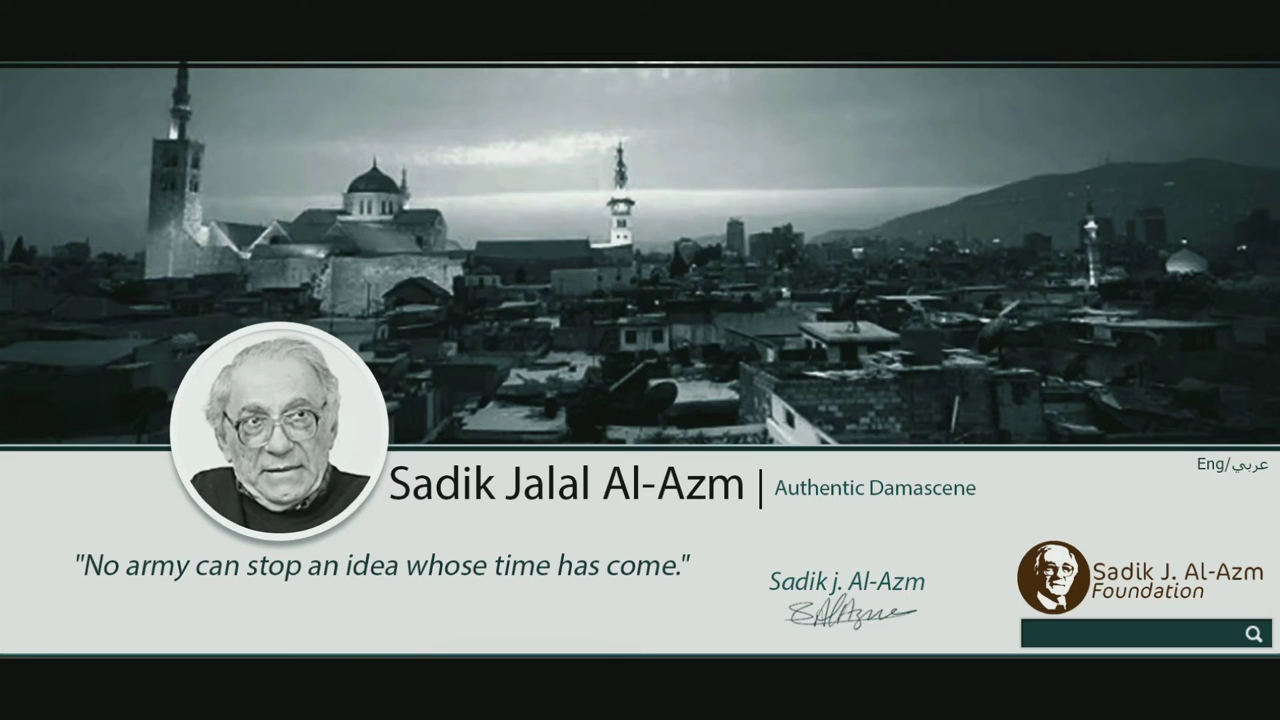 Eng/عربي
Sadik Jalal Al-Azm | Authentic Damascene
"No army can stop an idea whose time has come."
Sadik j. Al-Azm
SAlAzm
Sadik J. Al-Azm
Foundation